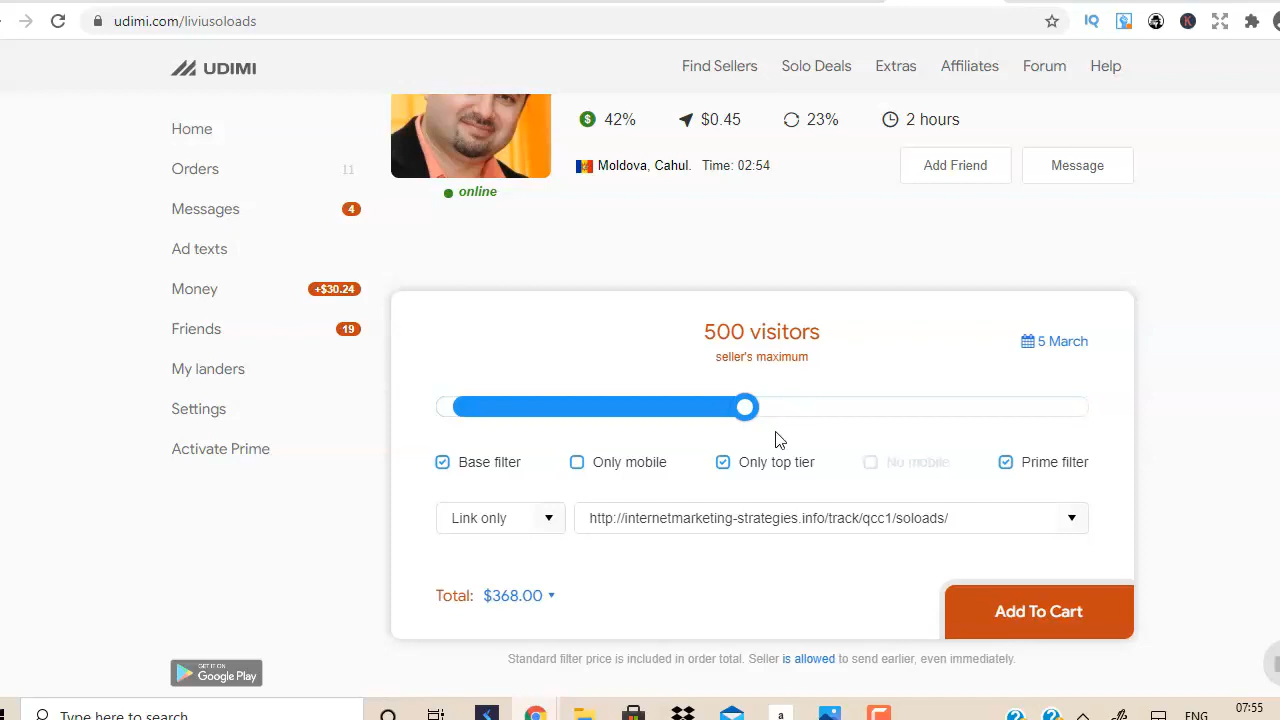 udimi.com/liviusoloads
IQ
K
UDIMI
Find Sellers Solo Deals Extras Affiliates Forum Help
Home
Orders 11
Messages 4
Ad texts
Money +$30.24
Friends 19
My landers
Settings
Activate Prime
$ 42% $0.45 23% 2 hours
Moldova, Cahul. Time: 02:54
Add Friend Message
online
500 visitors
seller's maximum
5 March
Base filter Only mobile Only top tier No mobile Prime filter
Link only http://internetmarketing-strategies.info/track/qcc1/soloads/
Total: $368.00
Add To Cart
Standard filter price is included in order total. Seller is allowed to send earlier, even immediately.
GET IT ON
Google Play
Type here to search
a
ENG
07:55